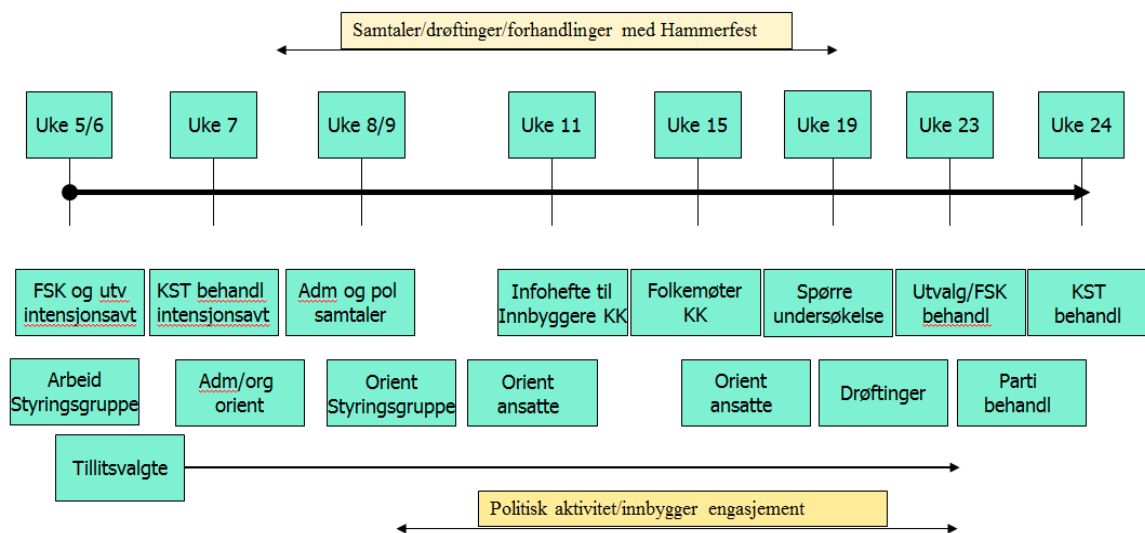 Samtaler/drøftinger/forhandlinger med Hammerfest
Uke 5/6
Uke 7
Uke 8/9
Uke 11
Uke 15
Uke 19
Uke 23
Uke 24
FSK og utv
intensjonsavt
KST behandl
intensjonsavt
Adm og pol
samtaler
Infohefte til
Innbyggere KK
Folkemøter
KK
Spørre
undersøkelse
Utvalg/FSK
behandl
KST
behandl
Arbeid
Styringsgruppe
Adm/org
orient
Orient
Styringsgruppe
Orient
ansatte
Orient
ansatte
Drøftinger
Parti
behandl
Tillitsvalgte
Politisk aktivitet/innbygger engasjement